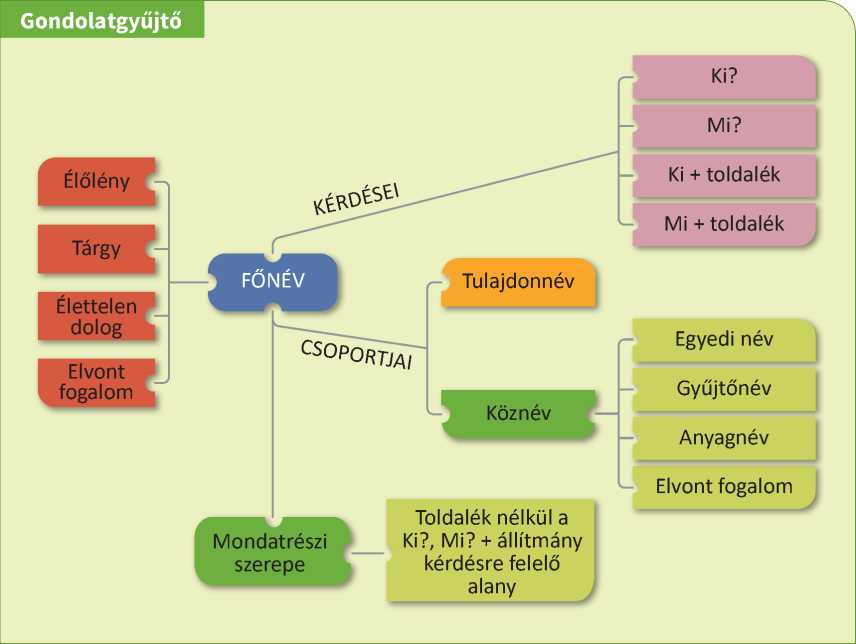 Gondolatgyűjtő
Ki?
Mi?
Ki + toldalék
Mi + toldalék
KÉRDÉSEI
Élőlény
Tárgy
Élettelen
dolog
Elvont
fogalom
FŐNÉV
CSOPORTJAI
Tulajdonnév
Köznév
Egyedi név
Gyűjtőnév
Anyagnév
Elvont fogalom
Mondatrészi
szerepe
Toldalék nélkül a
Ki?, Mi? + állítmány
kérdésre felelő
alany